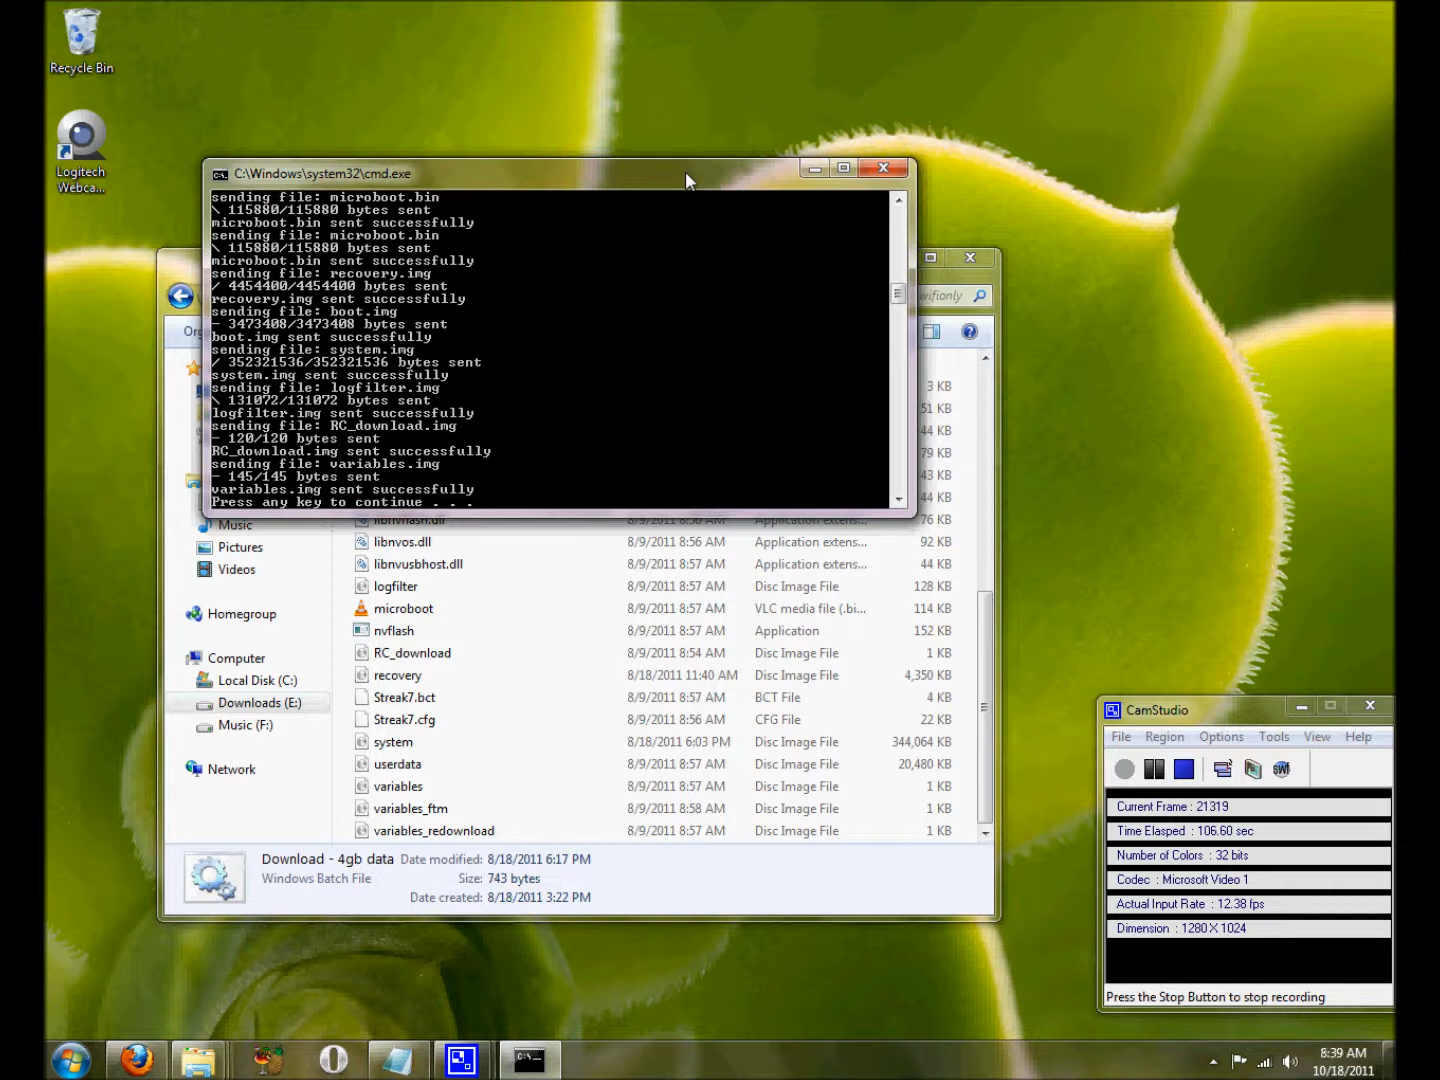 Recycle Bin
Logitech
Webca...
C:\Windows\system32\cmd.exe
sending file: microboot.bin
\ 115880/115880 bytes sent
microboot.bin sent successfully
sending file: microboot.bin
\ 115880/115880 bytes sent
microboot.bin sent successfully
sending file: recovery.img
/ 4454400/4454400 bytes sent
recovery.img sent successfully
sending file: boot.img
- 3473408/3473408 bytes sent
boot.img sent successfully
sending file: system.img
/ 352321536/352321536 bytes sent
system.img sent successfully
sending file: logfilter.img
\ 131072/131072 bytes sent
logfilter.img sent successfully
sending file: RC_download.img
- 120/120 bytes sent
RC_download.img sent successfully
sending file: variables.img
- 145/145 bytes sent
variables.img sent successfully
Press any key to continue . . .
wifionly
Org
3 KB
51 KB
44 KB
79 KB
43 KB
44 KB
libnvflash.dll 8/9/2011 8:56 AM Application extens... 76 KB
Music
Pictures
Videos
Homegroup
Computer
Local Disk (C:)
Downloads (E:)
Music (F:)
Network
libnvos.dll 8/9/2011 8:56 AM Application extens... 92 KB
libnvusbhost.dll 8/9/2011 8:57 AM Application extens... 44 KB
logfilter 8/9/2011 8:57 AM Disc Image File 128 KB
microboot 8/9/2011 8:57 AM VLC media file (.bi... 114 KB
nvflash 8/9/2011 8:57 AM Application 152 KB
RC_download 8/9/2011 8:54 AM Disc Image File 1 KB
recovery 8/18/2011 11:40 AM Disc Image File 4,350 KB
Streak7.bct 8/9/2011 8:57 AM BCT File 4 KB
Streak7.cfg 8/9/2011 8:56 AM CFG File 22 KB
system 8/18/2011 6:03 PM Disc Image File 344,064 KB
userdata 8/9/2011 8:58 AM Disc Image File 20,480 KB
variables 8/9/2011 8:57 AM Disc Image File 1 KB
variables_ftm 8/9/2011 8:58 AM Disc Image File 1 KB
variables_redownload 8/9/2011 8:57 AM Disc Image File 1 KB
Download - 4gb data Date modified: 8/18/2011 6:17 PM
Windows Batch File Size: 743 bytes
Date created: 8/18/2011 3:22 PM
CamStudio
File Region Options Tools View Help
SWF
Current Frame : 21319
Time Elasped : 106.60 sec
Number of Colors : 32 bits
Codec : Microsoft Video 1
Actual Input Rate : 12.38 fps
Dimension : 1280 X 1024
Press the Stop Button to stop recording
8:39 AM
10/18/2011